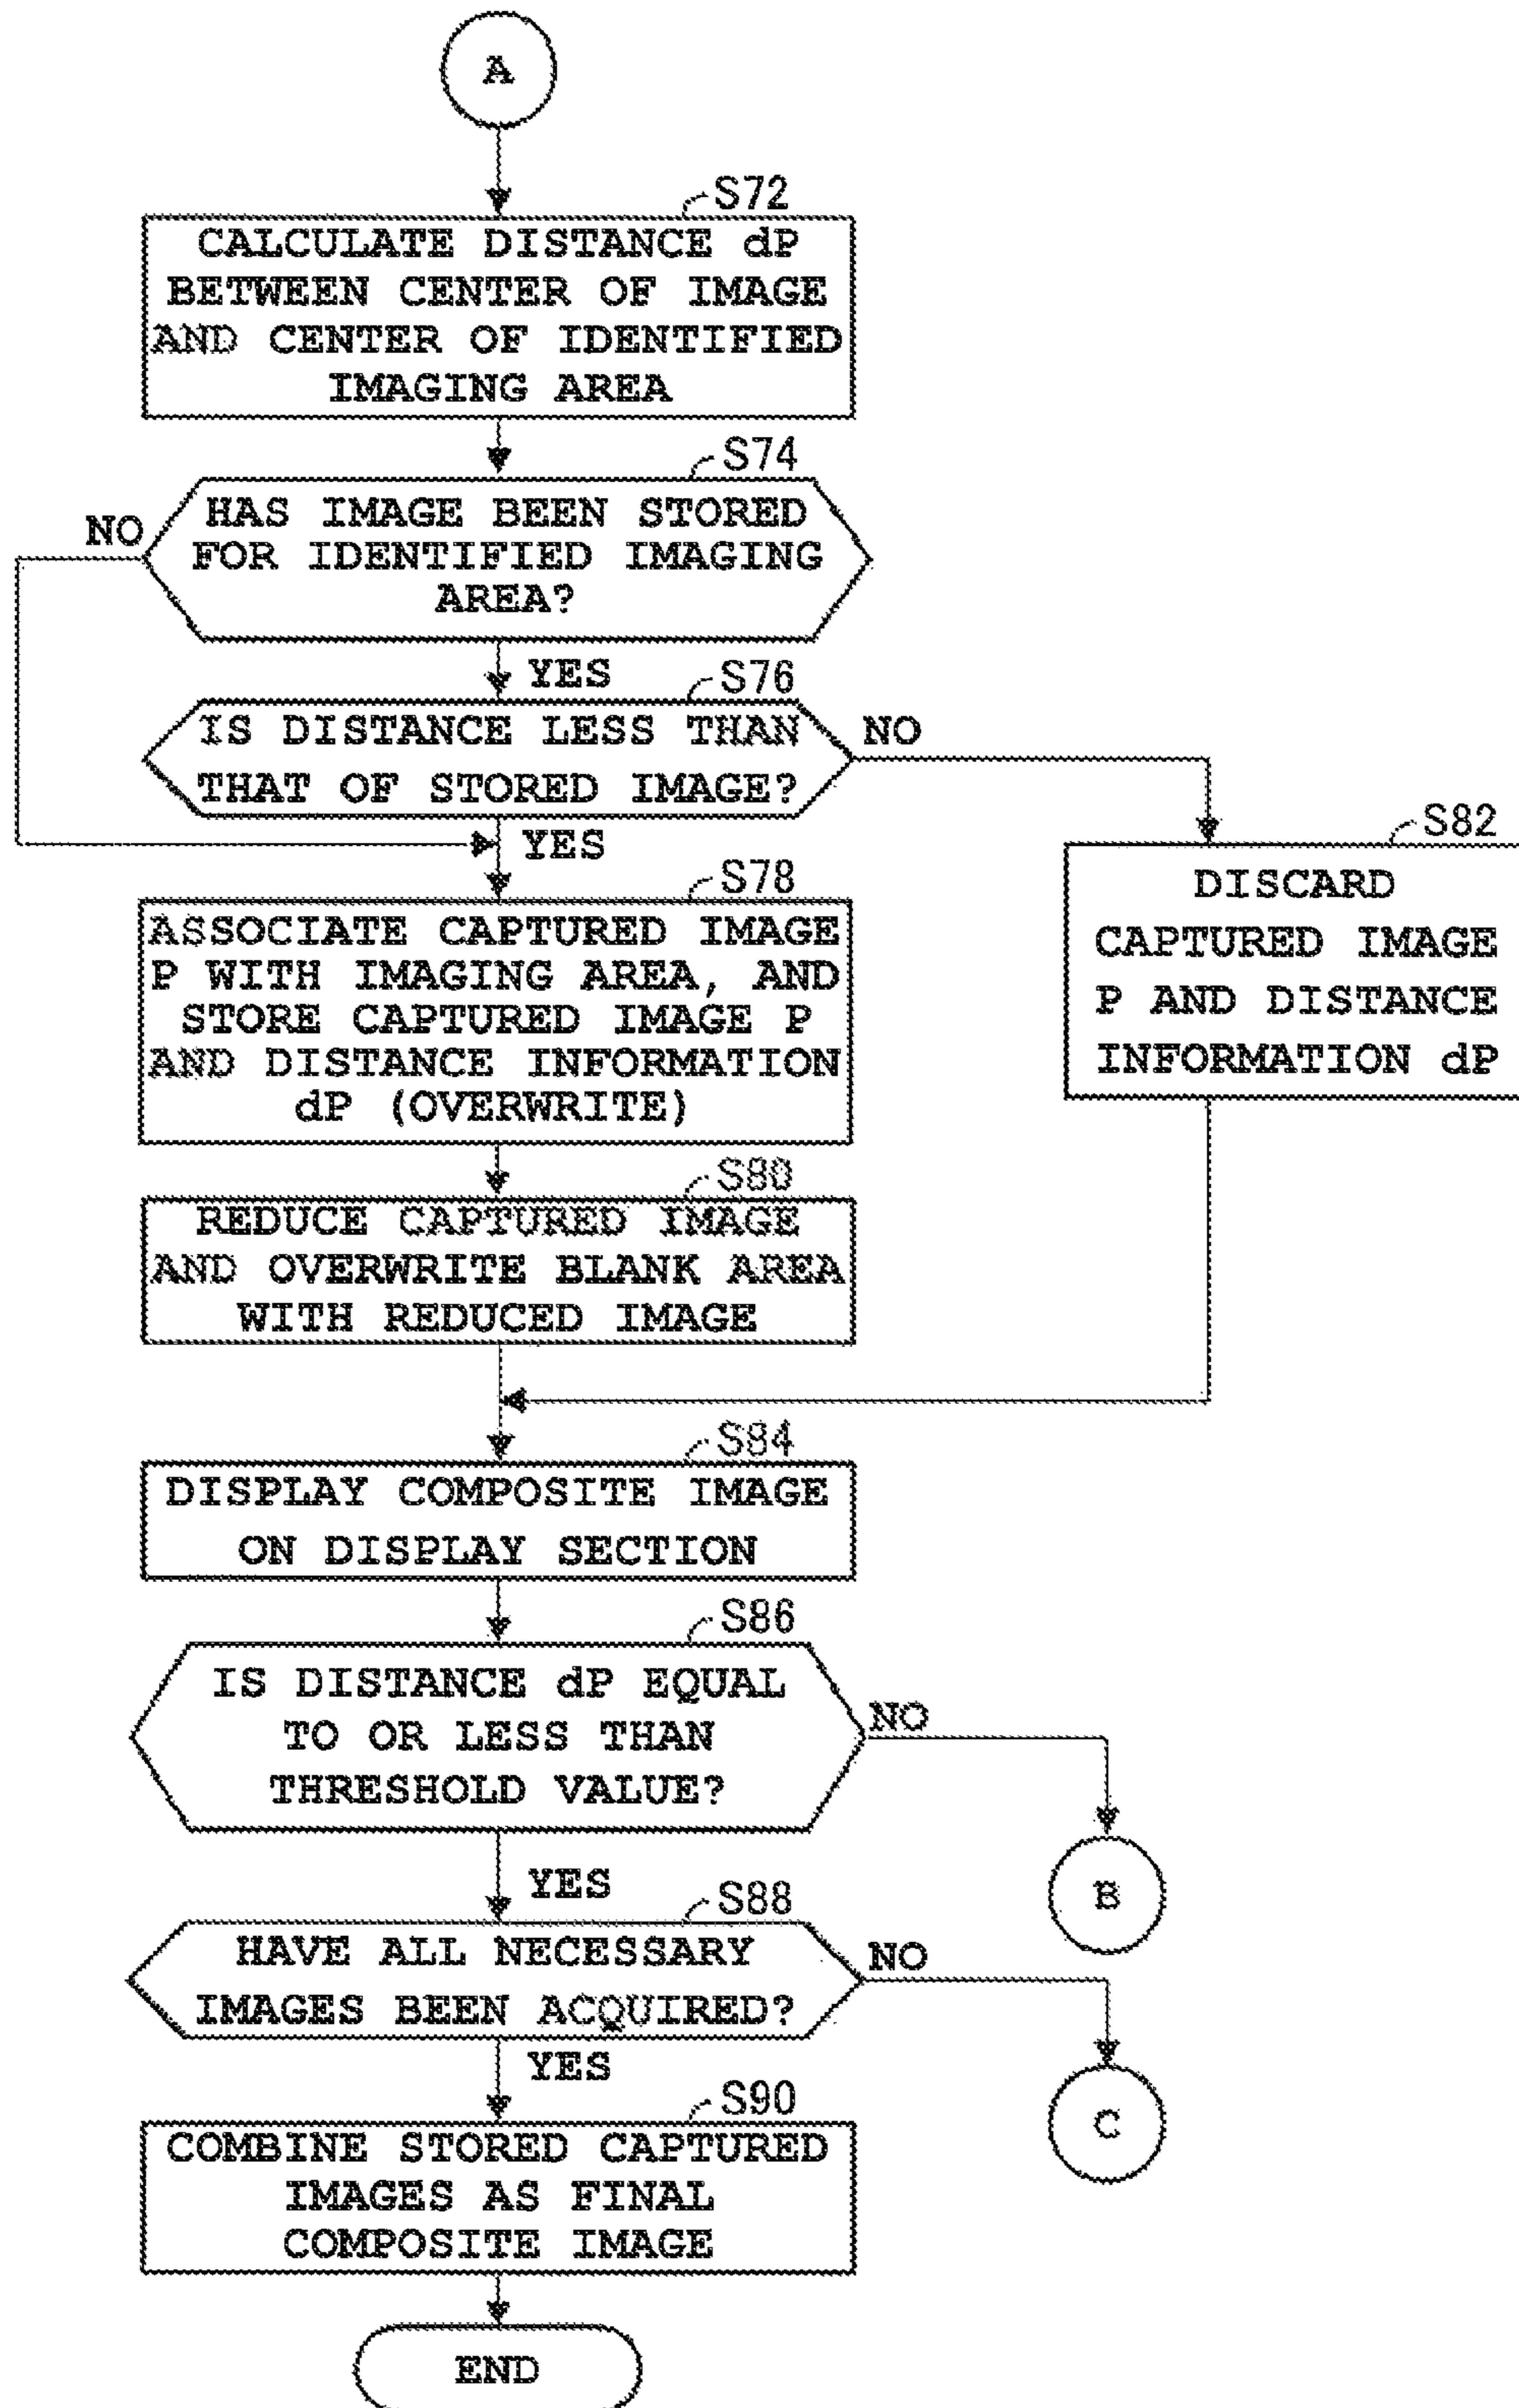 A
S72
CALCULATE DISTANCE dP
BETWEEN CENTER OF IMAGE
AND CENTER OF IDENTIFIED
IMAGING AREA
S74
HAS IMAGE BEEN STORED
FOR IDENTIFIED IMAGING
AREA?
NO
YES
S76
IS DISTANCE LESS THAN
THAT OF STORED IMAGE?
NO
YES
S78
ASSOCIATE CAPTURED IMAGE
P WITH IMAGING AREA, AND
STORE CAPTURED IMAGE P
AND DISTANCE INFORMATION
dP (OVERWRITE)
S82
DISCARD
CAPTURED IMAGE
P AND DISTANCE
INFORMATION dP
S80
REDUCE CAPTURED IMAGE
AND OVERWRITE BLANK AREA
WITH REDUCED IMAGE
S84
DISPLAY COMPOSITE IMAGE
ON DISPLAY SECTION
S86
IS DISTANCE dP EQUAL
TO OR LESS THAN
THRESHOLD VALUE?
NO
B
YES
S88
HAVE ALL NECESSARY
IMAGES BEEN ACQUIRED?
NO
C
YES
S90
COMBINE STORED CAPTURED
IMAGES AS FINAL
COMPOSITE IMAGE
END